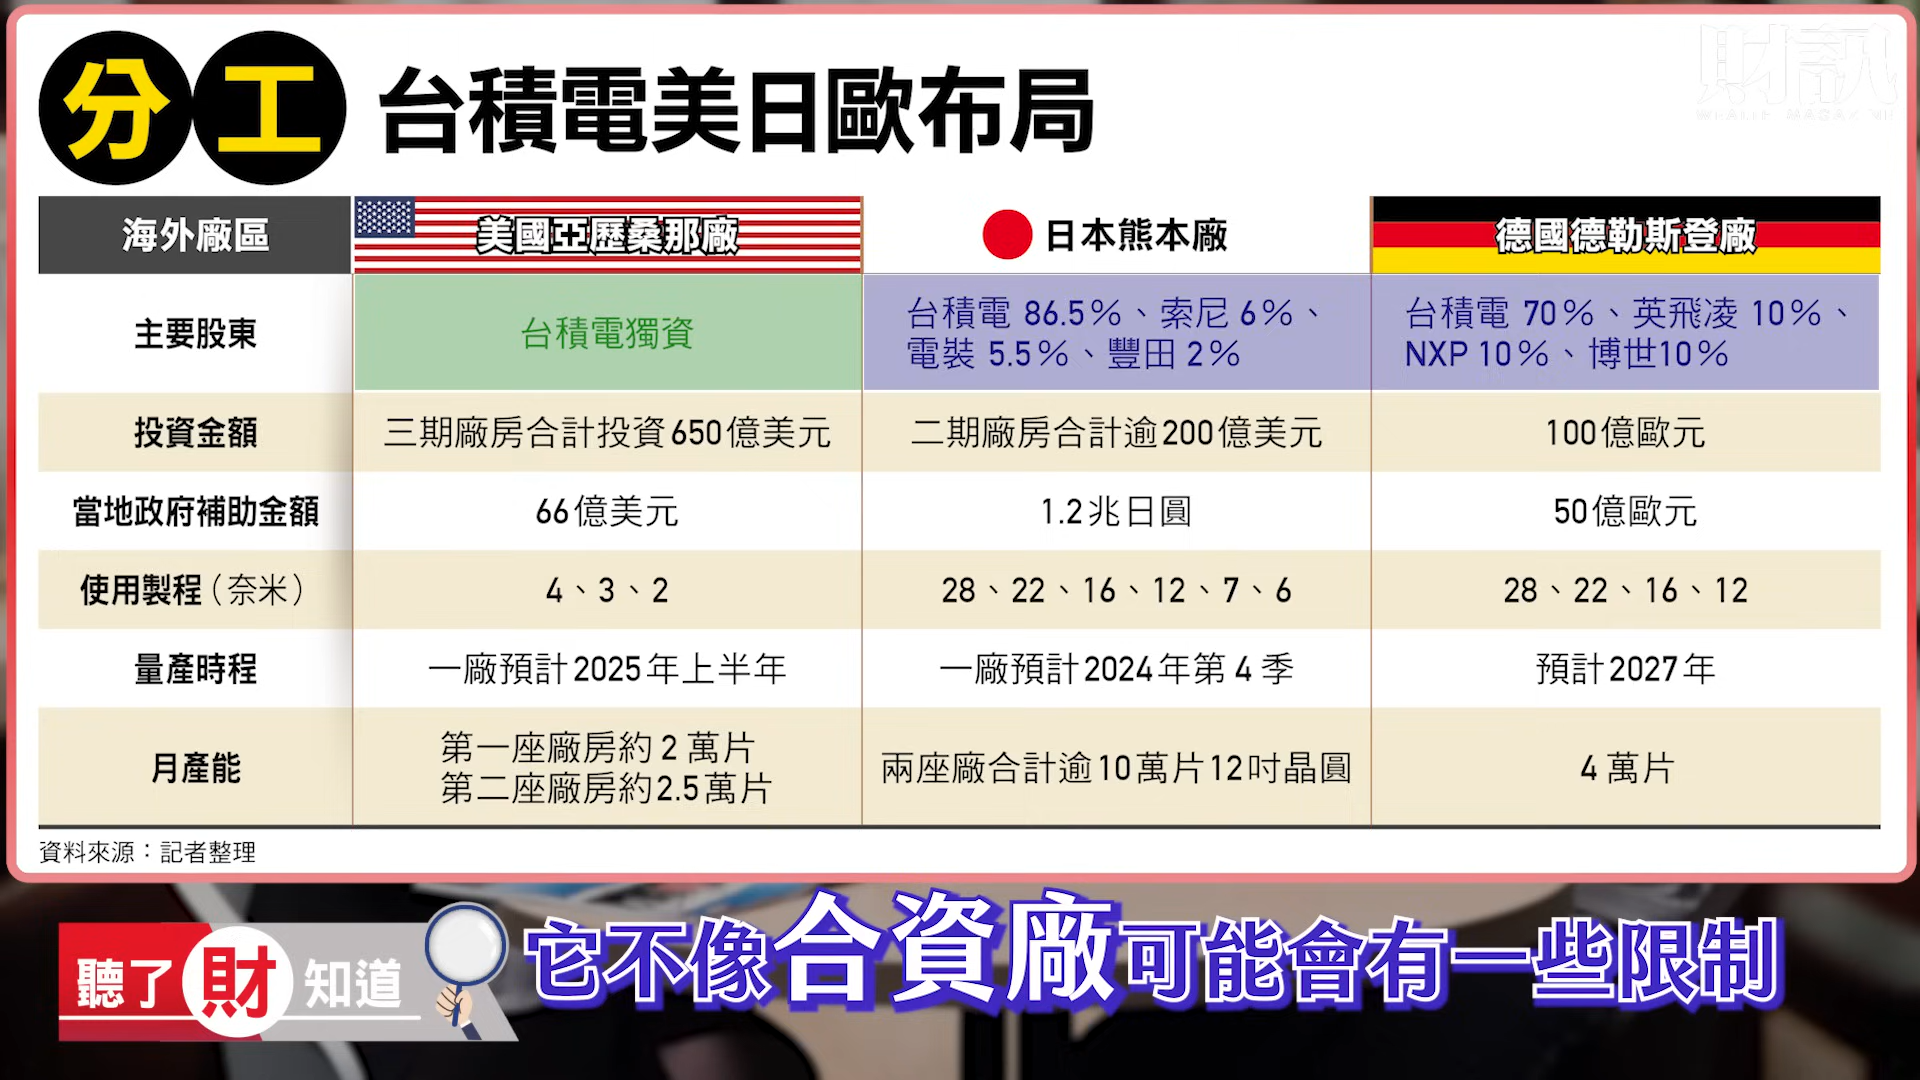 財訊
WEALTH MAGAZINE
分工 台積電美日歐布局
海外廠區 美國亞歷桑那廠 日本熊本廠 德國德勒斯登廠
主要股東 台積電獨資 台積電 86.5%、索尼 6%、電裝 5.5%、豐田 2% 台積電 70%、英飛凌 10%、NXP 10%、博世10%
投資金額 三期廠房合計投資650億美元 二期廠房合計逾200億美元 100億歐元
當地政府補助金額 66億美元 1.2兆日圓 50億歐元
使用製程（奈米） 4、3、2 28、22、16、12、7、6 28、22、16、12
量產時程 一廠預計2025年上半年 一廠預計2024年第4季 預計2027年
月產能 第一座廠房約2萬片 第二座廠房約2.5萬片 兩座廠合計逾10萬片12吋晶圓 4萬片
資料來源：記者整理
聽了財知道
它不像合資廠可能會有一些限制